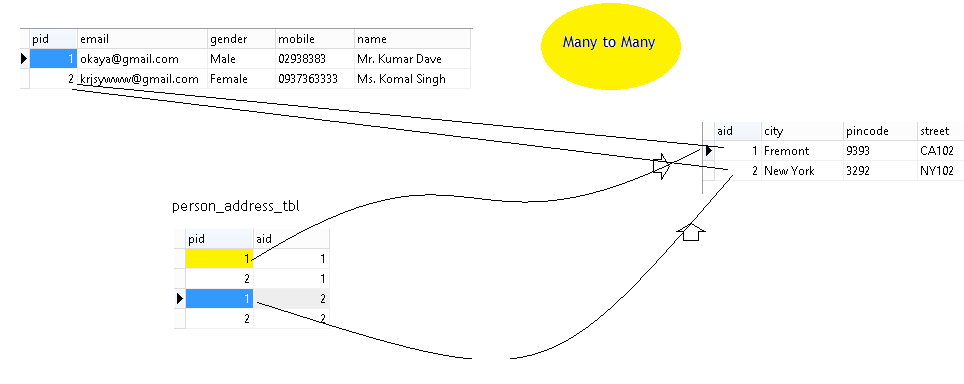 Many to Many
pid email gender mobile name
1 okaya@gmail.com Male 02938383 Mr. Kumar Dave
2 krjsywww@gmail.com Female 0937363333 Ms. Komal Singh
aid city pincode street
1 Fremont 9393 CA102
2 New York 3292 NY102
person_address_tbl
pid aid
1 1
2 1
1 2
2 2